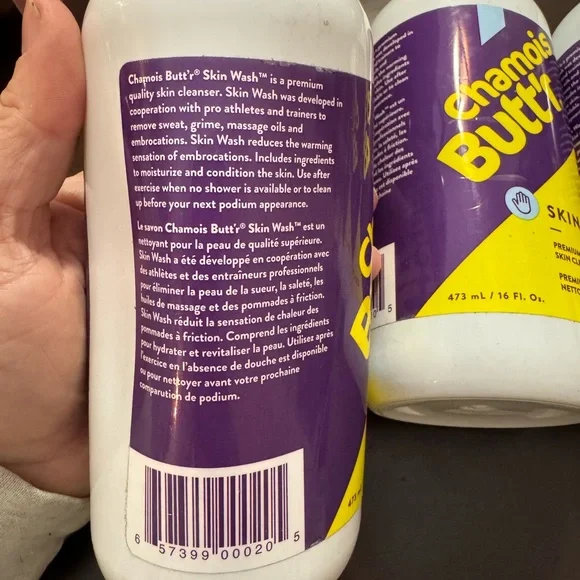 Chamois Butt'r® Skin Wash™ is a premium
quality skin cleanser. Skin Wash was developed in
cooperation with pro athletes and trainers to
remove sweat, grime, massage oils and
embrocations. Skin Wash reduces the warming
sensation of embrocations. Includes ingredients
to moisturize and condition the skin. Use after
exercise when no shower is available or to clean
up before your next podium appearance.
Le savon Chamois Butt'r® Skin Wash™ est un
nettoyant pour la peau de qualité supérieure.
Skin Wash a été développé en coopération avec
des athlètes et des entraîneurs professionnels
pour éliminer la peau de la sueur, la saleté, les
huiles de massage et des pommades à friction.
Skin Wash réduit la sensation de chaleur des
pommades à friction. Comprend les ingrédients
pour hydrater et revitaliser la peau. Utilisez après
l'exercice en l'absence de douche est disponible
ou pour nettoyer avant votre prochaine
comparution de podium.
6 57399 00020 5
Chamois
Butt'r
SKIN
PREMIUM
SKIN CL
PREMI
NETTO
473 mL / 16 Fl. Oz.